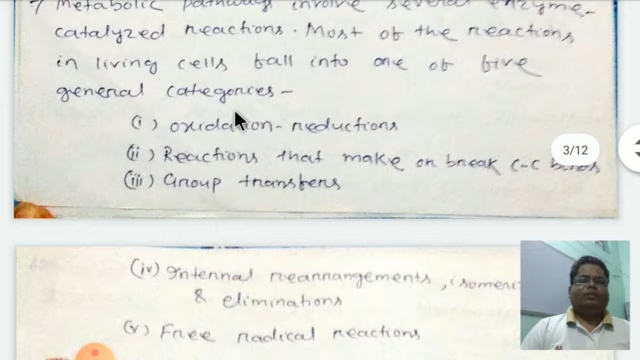 Metabolic pathways involve several enzyme-
catalyzed reactions. Most of the reactions
in living cells fall into one of five
general categories -
(i) oxidation-reductions
(ii) Reactions that make or break C-C bonds
(iii) Group transfers
3/12
(iv) Internal rearrangements,
& eliminations
(v) Free radical reactions